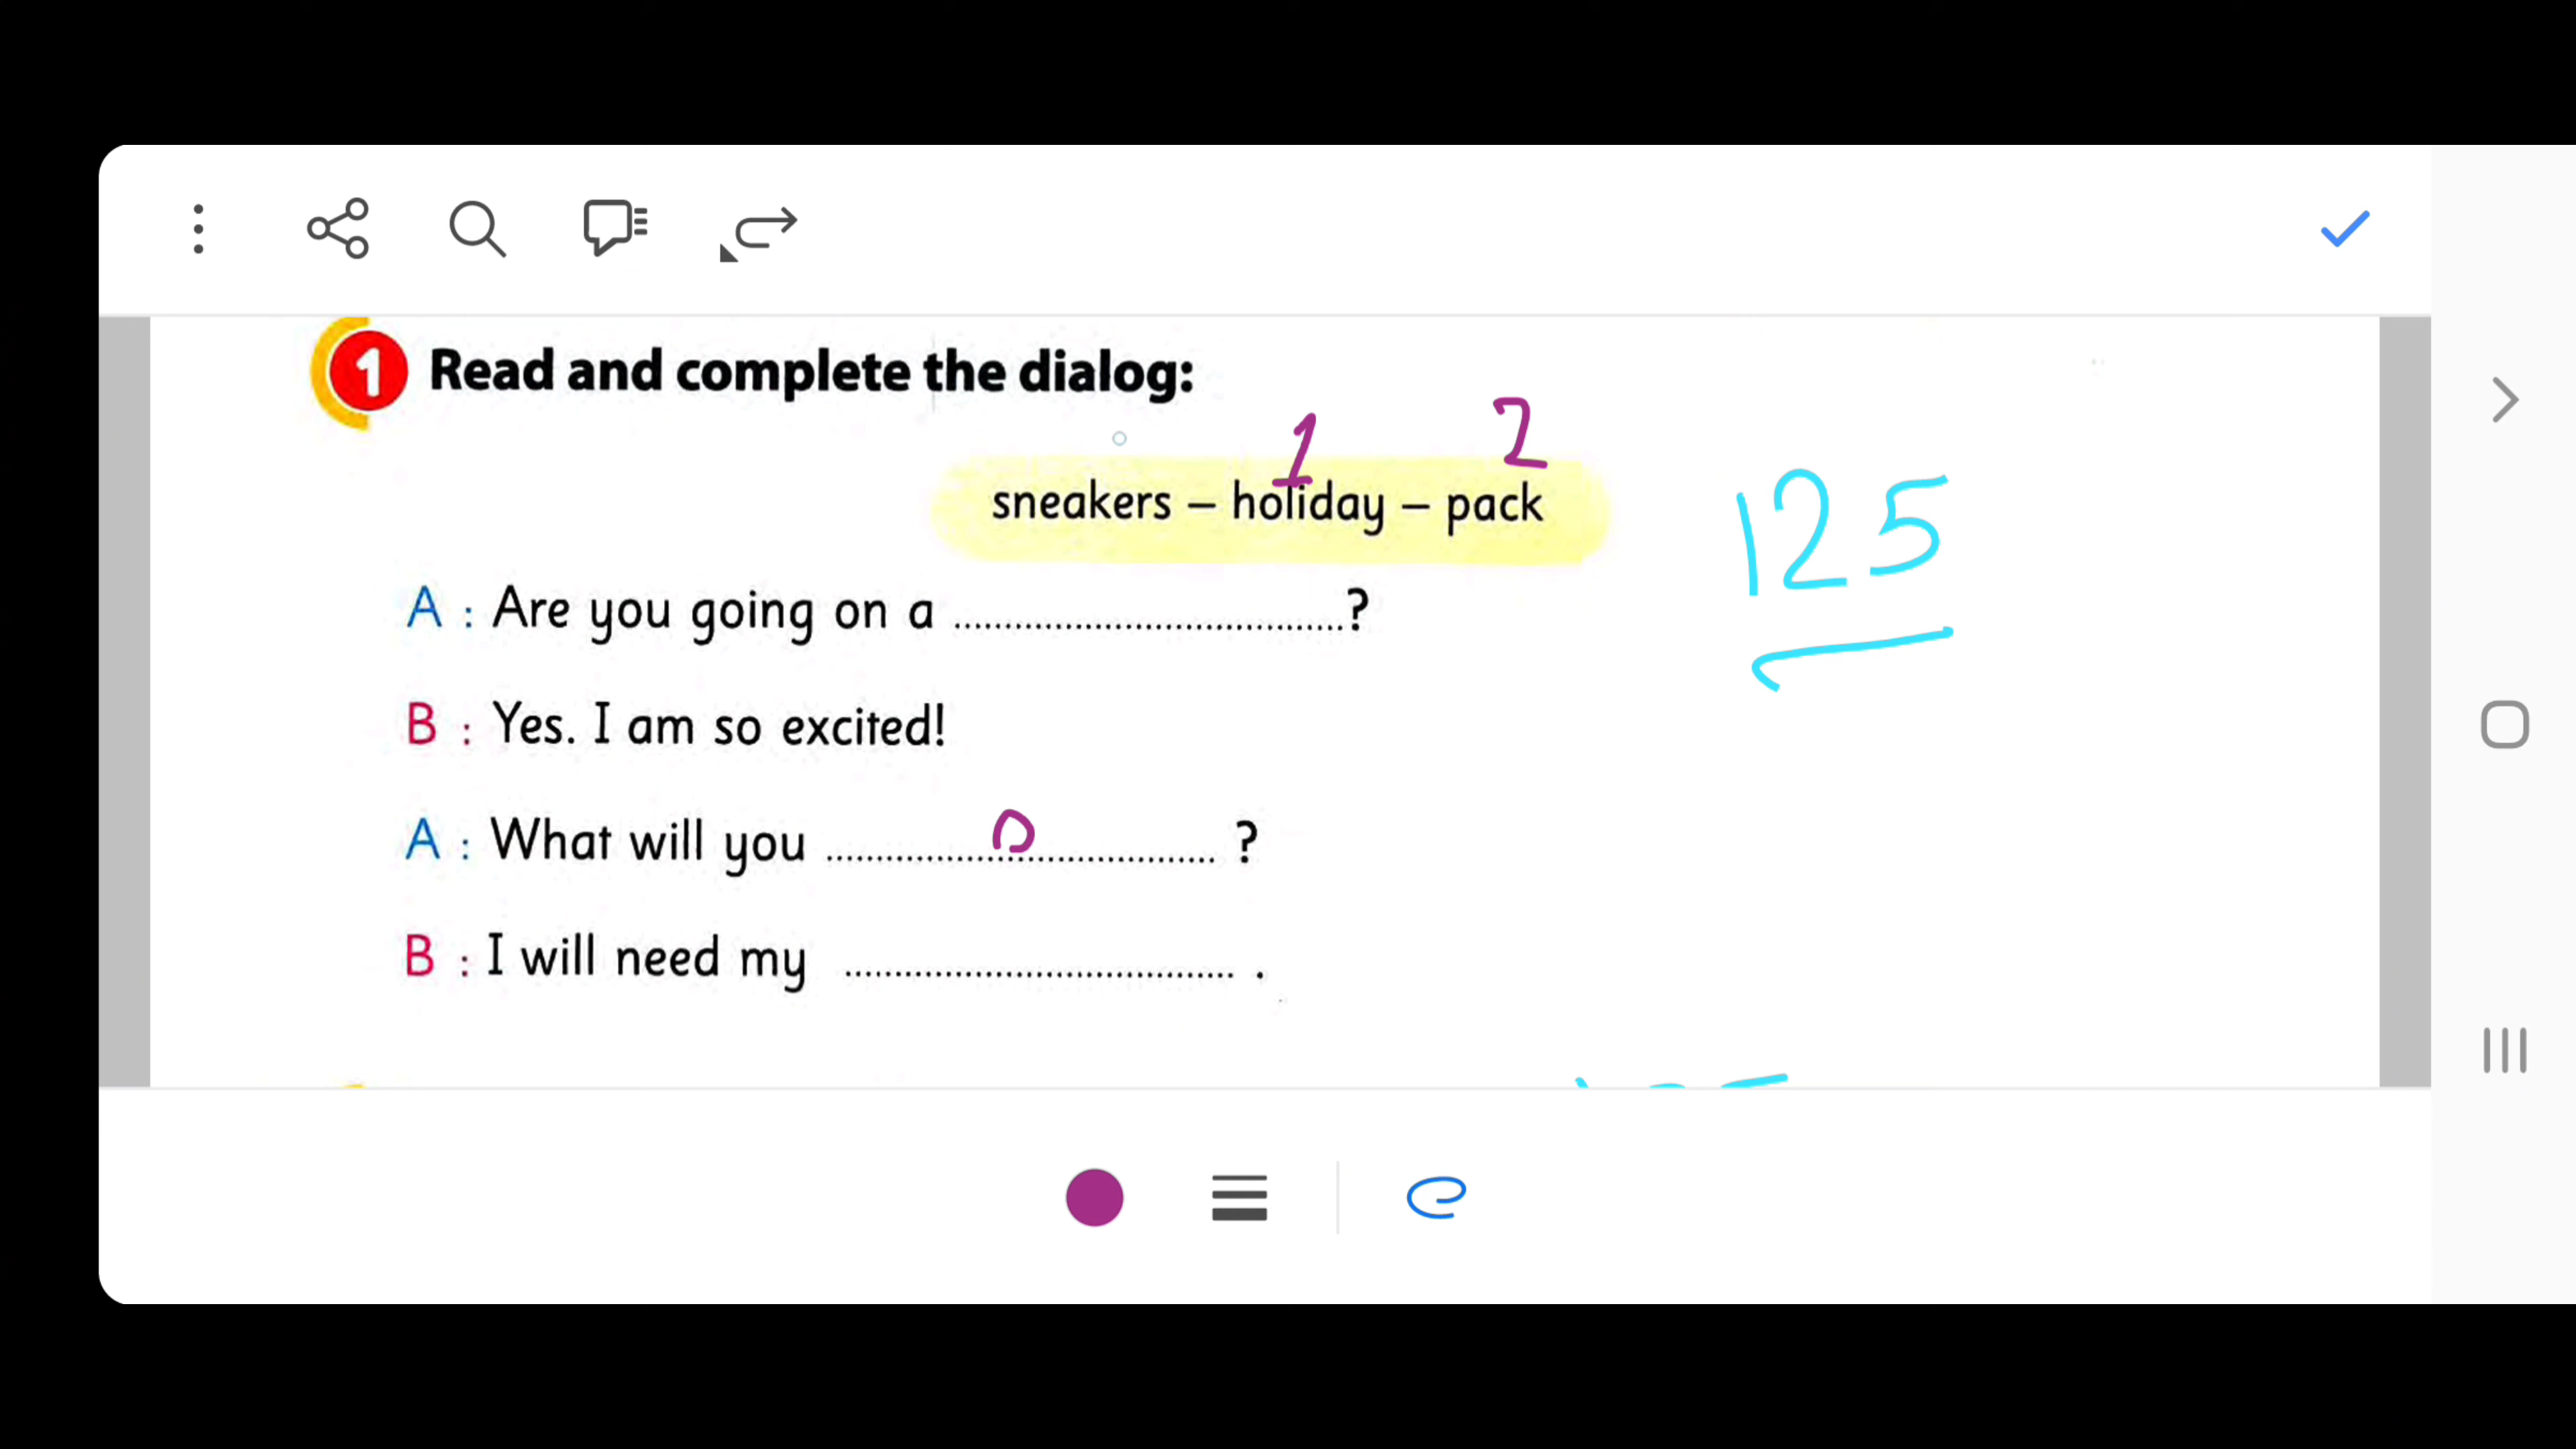 1 Read and complete the dialog:
1 2
sneakers – holiday – pack
125
A : Are you going on a ......................................?
B : Yes. I am so excited!
A : What will you ...................................... ?
B : I will need my ...................................... .